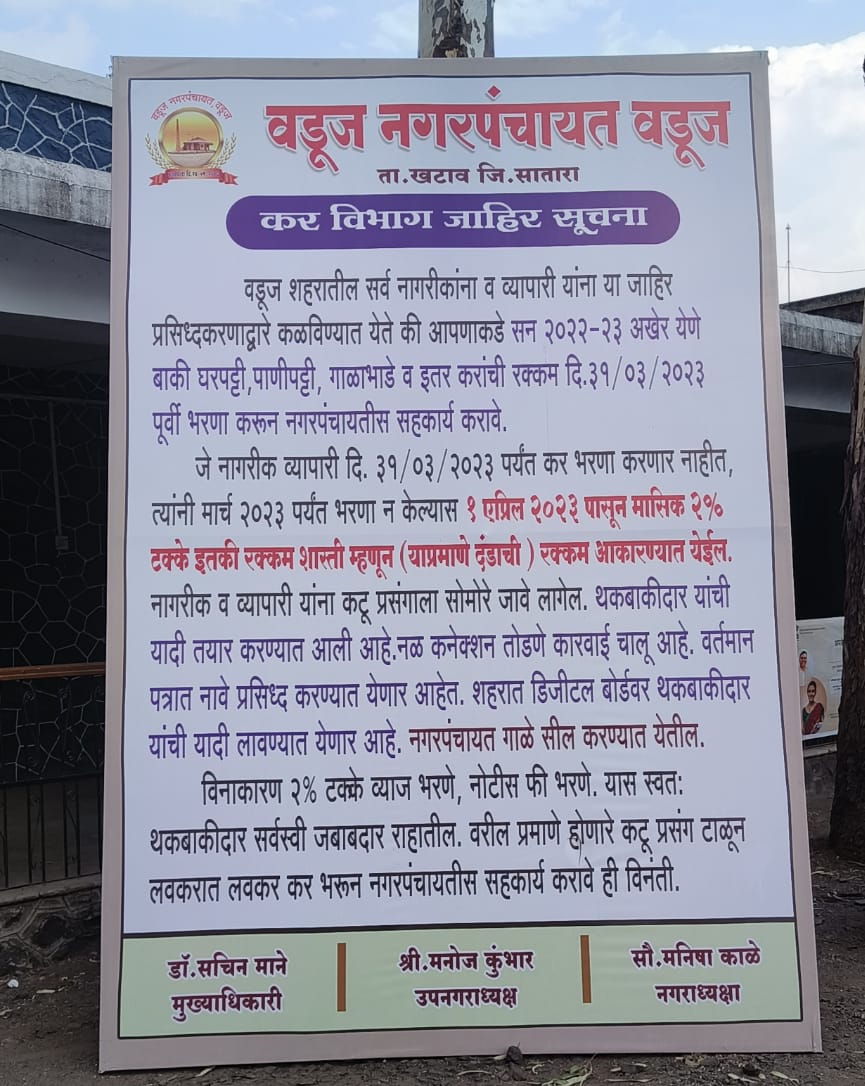 वडूज नगरपंचायत, वडूज
वडूज नगरपंचायत वडूज
ता.खटाव जि.सातारा
कर विभाग जाहिर सूचना
वडूज शहरातील सर्व नागरीकांना व व्यापारी यांना या जाहिर
प्रसिध्दकरणाद्वारे कळविण्यात येते की आपणाकडे सन २०२२-२३ अखेर येणे
बाकी घरपट्टी,पाणीपट्टी, गाळाभाडे व इतर करांची रक्कम दि.३१/०३/२०२३
पूर्वी भरणा करून नगरपंचायतीस सहकार्य करावे.
जे नागरीक व्यापारी दि. ३१/०३/२०२३ पर्यंत कर भरणा करणार नाहीत,
त्यांनी मार्च २०२३ पर्यंत भरणा न केल्यास १ एप्रिल २०२३ पासून मासिक २%
टक्के इतकी रक्कम शास्ती म्हणून (याप्रमाणे दंडाची ) रक्कम आकारण्यात येईल.
नागरीक व व्यापारी यांना कटू प्रसंगाला सोमोरे जावे लागेल. थकबाकीदार यांची
यादी तयार करण्यात आली आहे.नळ कनेक्शन तोडणे कारवाई चालू आहे. वर्तमान
पत्रात नावे प्रसिध्द करण्यात येणार आहेत. शहरात डिजीटल बोर्डवर थकबाकीदार
यांची यादी लावण्यात येणार आहे. नगरपंचायत गाळे सील करण्यात येतील.
विनाकारण २% टक्के व्याज भरणे, नोटीस फी भरणे. यास स्वत:
थकबाकीदार सर्वस्वी जबाबदार राहातील. वरील प्रमाणे होणारे कटू प्रसंग टाळून
लवकरात लवकर कर भरून नगरपंचायतीस सहकार्य करावे ही विनंती.
डॉ.सचिन माने
मुख्याधिकारी
श्री.मनोज कुंभार
उपनगराध्यक्ष
सौ.मनिषा काळे
नगराध्यक्षा